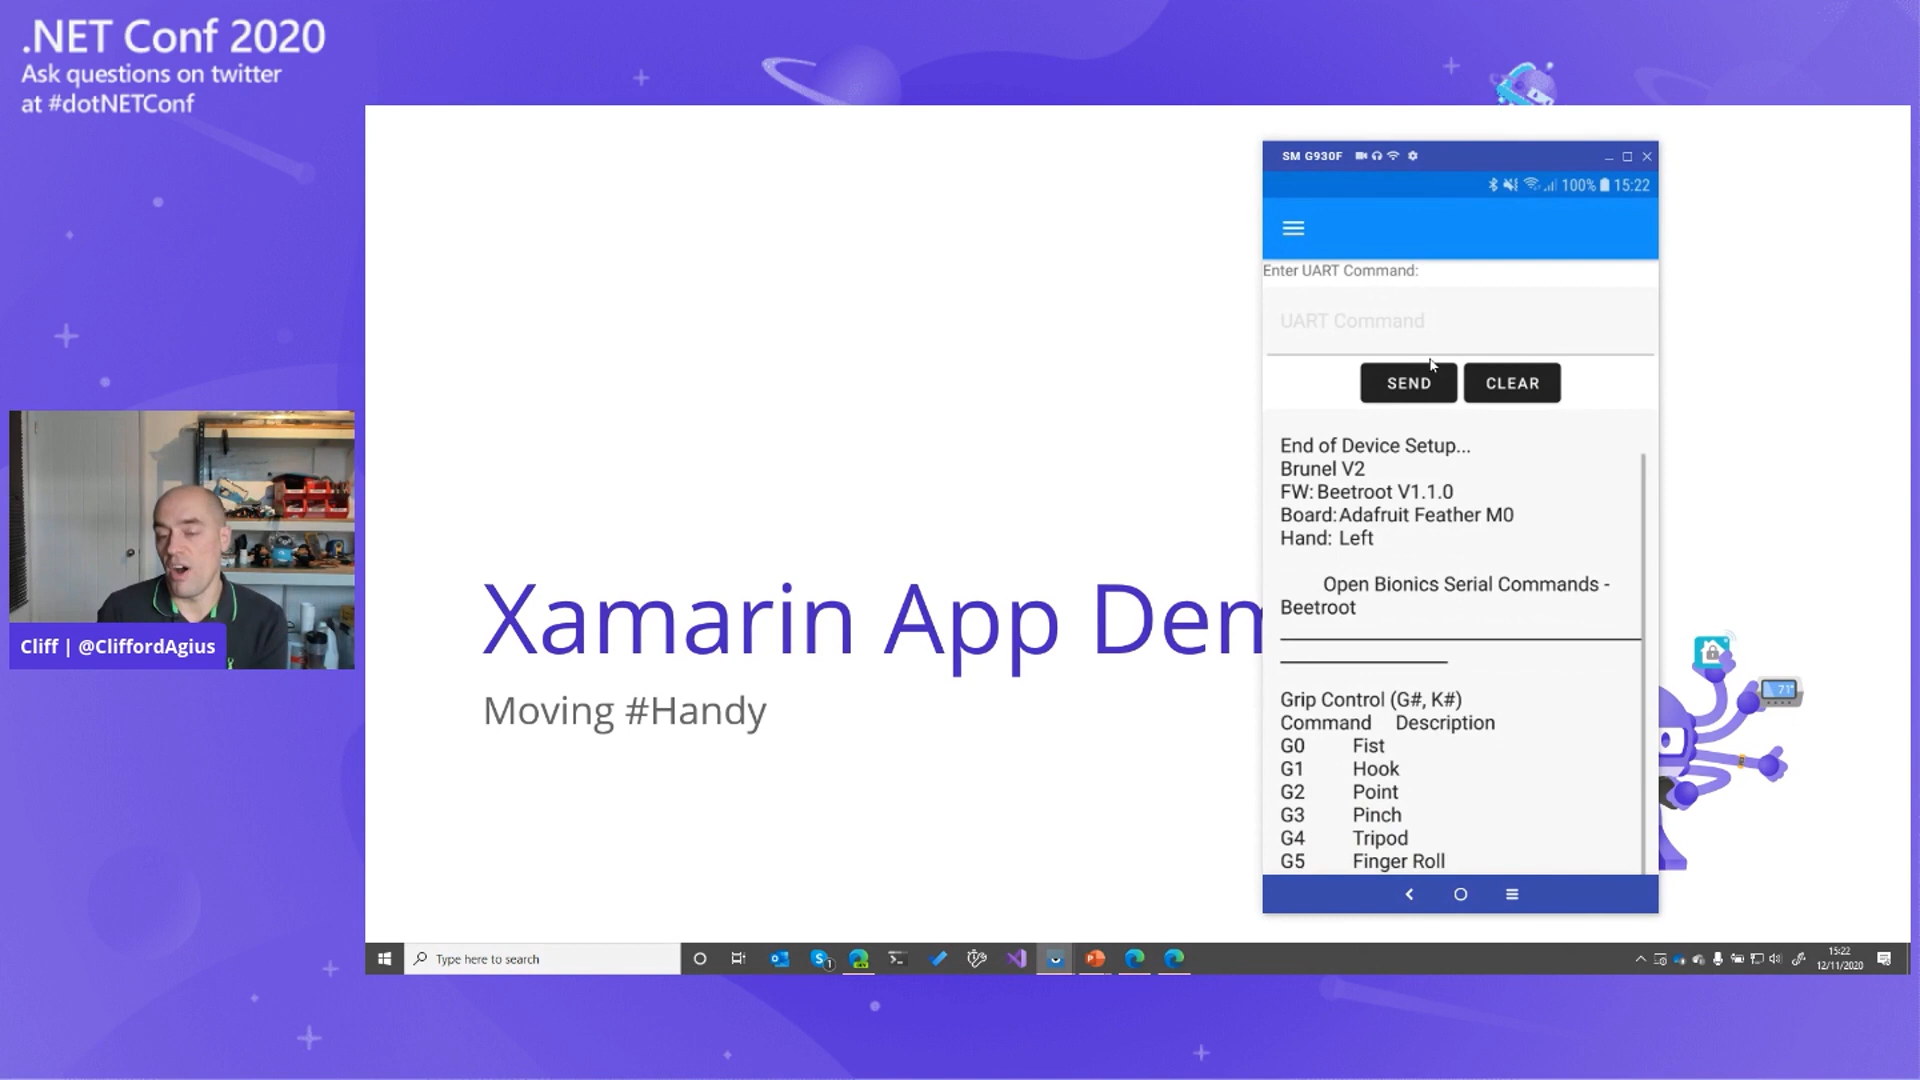 .NET Conf 2020
Ask questions on twitter
at #dotNETConf
Cliff | @CliffordAgius
Xamarin App Dem
Moving #Handy
SM G930F
100% 15:22
Enter UART Command:
UART Command
SEND CLEAR
End of Device Setup...
Brunel V2
FW: Beetroot V1.1.0
Board:Adafruit Feather M0
Hand: Left
Open Bionics Serial Commands -
Beetroot
Grip Control (G#, K#)
Command Description
G0 Fist
G1 Hook
G2 Point
G3 Pinch
G4 Tripod
G5 Finger Roll
71°
Type here to search
15:22
12/11/2020